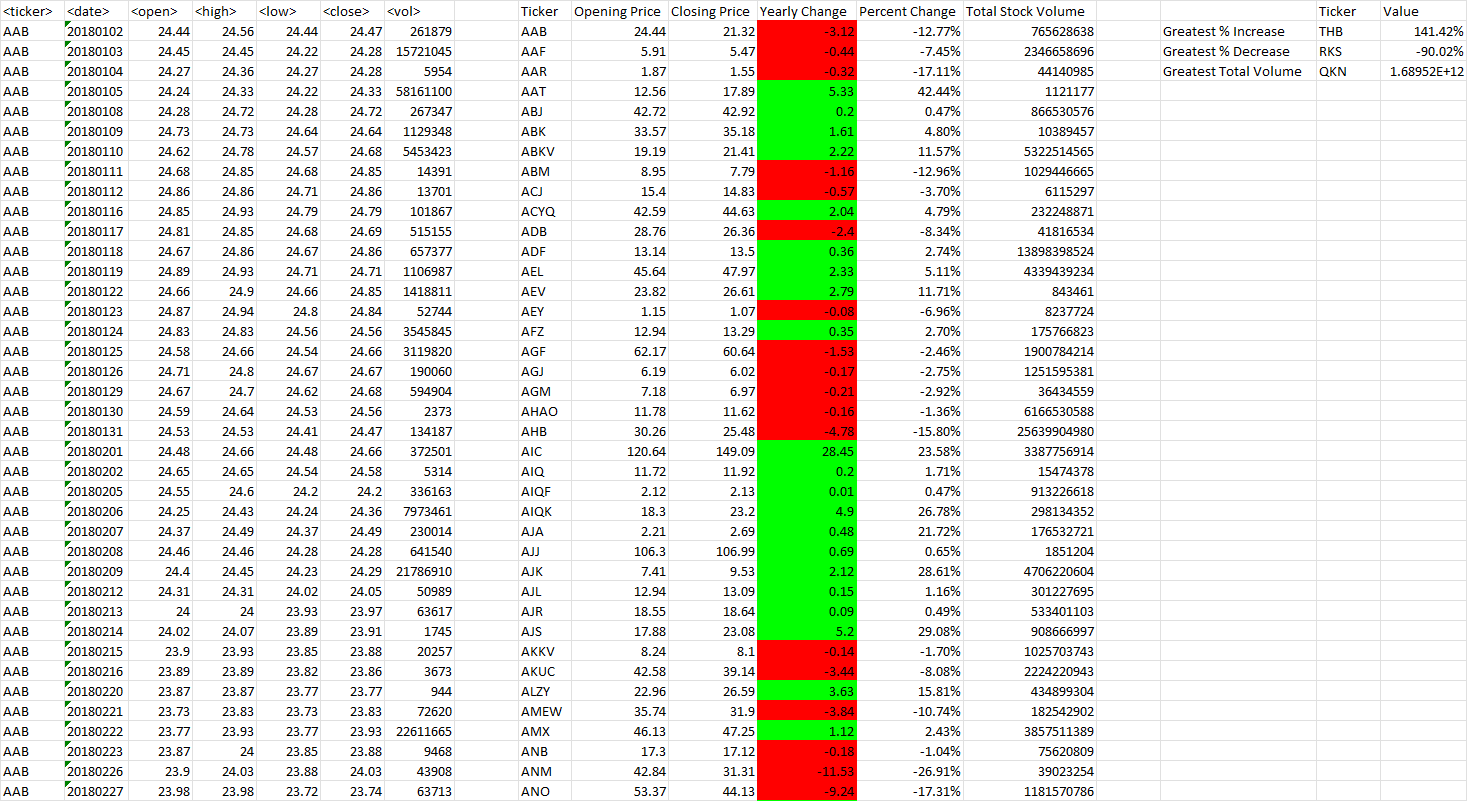 <ticker> <date> <open> <high> <low> <close> <vol> Ticker Opening Price Closing Price Yearly Change Percent Change Total Stock Volume Ticker Value
AAB 20180102 24.44 24.56 24.44 24.47 261879 AAB 24.44 21.32 -3.12 -12.77% 765628638 Greatest % Increase THB 141.42%
AAB 20180103 24.45 24.45 24.22 24.28 15721045 AAF 5.91 5.47 -0.44 -7.45% 2346658696 Greatest % Decrease RKS -90.02%
AAB 20180104 24.27 24.36 24.27 24.28 5954 AAR 1.87 1.55 -0.32 -17.11% 44140985 Greatest Total Volume QKN 1.68952E+12
AAB 20180105 24.24 24.33 24.22 24.33 58161100 AAT 12.56 17.89 5.33 42.44% 1121177
AAB 20180108 24.28 24.72 24.28 24.72 267347 ABJ 42.72 42.92 0.2 0.47% 866530576
AAB 20180109 24.73 24.73 24.64 24.64 1129348 ABK 33.57 35.18 1.61 4.80% 10389457
AAB 20180110 24.62 24.78 24.57 24.68 5453423 ABKV 19.19 21.41 2.22 11.57% 5322514565
AAB 20180111 24.68 24.85 24.68 24.85 14391 ABM 8.95 7.79 -1.16 -12.96% 1029446665
AAB 20180112 24.86 24.86 24.71 24.86 13701 ACJ 15.4 14.83 -0.57 -3.70% 6115297
AAB 20180116 24.85 24.93 24.79 24.79 101867 ACYQ 42.59 44.63 2.04 4.79% 232248871
AAB 20180117 24.81 24.85 24.68 24.69 515155 ADB 28.76 26.36 -2.4 -8.34% 41816534
AAB 20180118 24.67 24.86 24.67 24.86 657377 ADF 13.14 13.5 0.36 2.74% 13898398524
AAB 20180119 24.89 24.93 24.71 24.71 1106987 AEL 45.64 47.97 2.33 5.11% 4339439234
AAB 20180122 24.66 24.9 24.66 24.85 1418811 AEV 23.82 26.61 2.79 11.71% 843461
AAB 20180123 24.87 24.94 24.8 24.84 52744 AEY 1.15 1.07 -0.08 -6.96% 8237724
AAB 20180124 24.83 24.83 24.56 24.56 3545845 AFZ 12.94 13.29 0.35 2.70% 175766823
AAB 20180125 24.58 24.66 24.54 24.66 3119820 AGF 62.17 60.64 -1.53 -2.46% 1900784214
AAB 20180126 24.71 24.8 24.67 24.67 190060 AGJ 6.19 6.02 -0.17 -2.75% 1251595381
AAB 20180129 24.67 24.7 24.62 24.68 594904 AGM 7.18 6.97 -0.21 -2.92% 36434559
AAB 20180130 24.59 24.64 24.53 24.56 2373 AHAO 11.78 11.62 -0.16 -1.36% 6166530588
AAB 20180131 24.53 24.53 24.41 24.47 134187 AHB 30.26 25.48 -4.78 -15.80% 25639904980
AAB 20180201 24.48 24.66 24.48 24.66 372501 AIC 120.64 149.09 28.45 23.58% 3387756914
AAB 20180202 24.65 24.65 24.54 24.58 5314 AIQ 11.72 11.92 0.2 1.71% 15474378
AAB 20180205 24.55 24.6 24.2 24.2 336163 AIQF 2.12 2.13 0.01 0.47% 913226618
AAB 20180206 24.25 24.43 24.24 24.36 7973461 AIQK 18.3 23.2 4.9 26.78% 298134352
AAB 20180207 24.37 24.49 24.37 24.49 230014 AJA 2.21 2.69 0.48 21.72% 176532721
AAB 20180208 24.46 24.46 24.28 24.28 641540 AJJ 106.3 106.99 0.69 0.65% 1851204
AAB 20180209 24.4 24.45 24.23 24.29 21786910 AJK 7.41 9.53 2.12 28.61% 4706220604
AAB 20180212 24.31 24.31 24.02 24.05 50989 AJL 12.94 13.09 0.15 1.16% 301227695
AAB 20180213 24 24 23.93 23.97 63617 AJR 18.55 18.64 0.09 0.49% 533401103
AAB 20180214 24.02 24.07 23.89 23.91 1745 AJS 17.88 23.08 5.2 29.08% 908666997
AAB 20180215 23.9 23.93 23.85 23.88 20257 AKKV 8.24 8.1 -0.14 -1.70% 1025703743
AAB 20180216 23.89 23.89 23.82 23.86 3673 AKUC 42.58 39.14 -3.44 -8.08% 2224220943
AAB 20180220 23.87 23.87 23.77 23.77 944 ALZY 22.96 26.59 3.63 15.81% 434899304
AAB 20180221 23.73 23.83 23.73 23.83 72620 AMEW 35.74 31.9 -3.84 -10.74% 182542902
AAB 20180222 23.77 23.93 23.77 23.93 22611665 AMX 46.13 47.25 1.12 2.43% 3857511389
AAB 20180223 23.87 24 23.85 23.88 9468 ANB 17.3 17.12 -0.18 -1.04% 75620809
AAB 20180226 23.9 24.03 23.88 24.03 43908 ANM 42.84 31.31 -11.53 -26.91% 39023254
AAB 20180227 23.98 23.98 23.72 23.74 63713 ANO 53.37 44.13 -9.24 -17.31% 1181570786